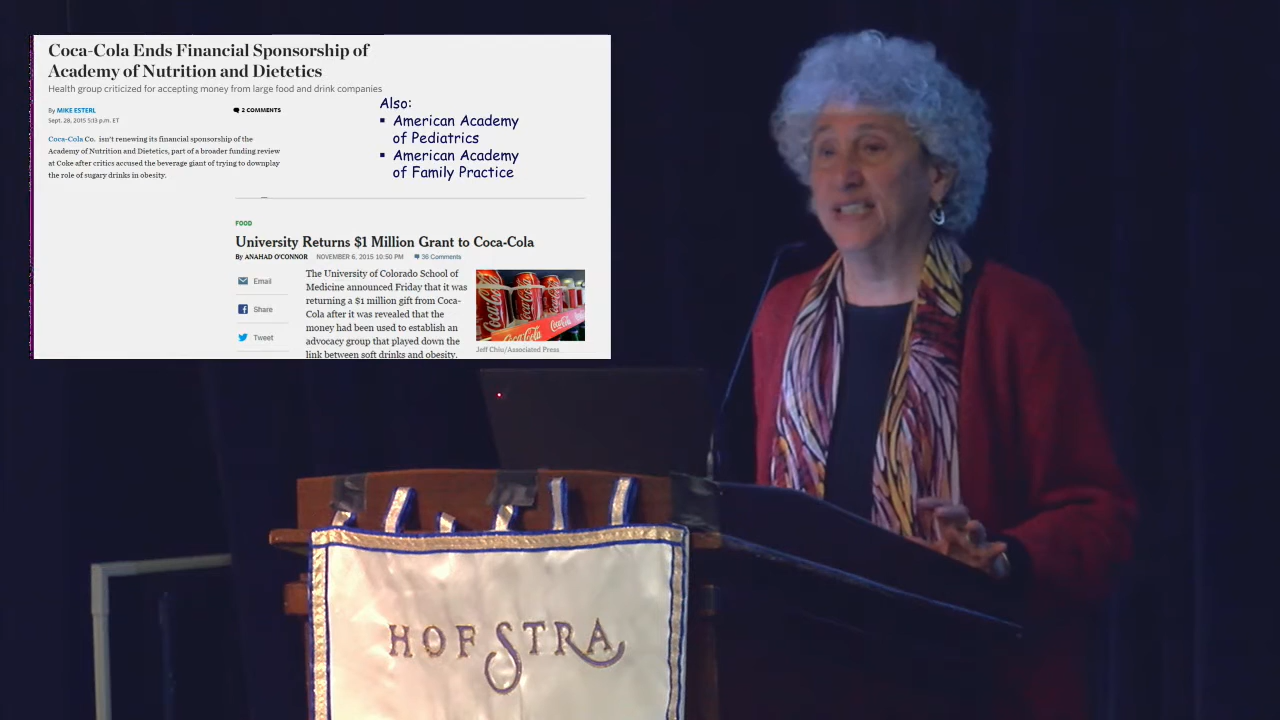 Coca-Cola Ends Financial Sponsorship of
Academy of Nutrition and Dietetics
Health group criticized for accepting money from large food and drink companies
By MIKE ESTERL
2 COMMENTS
Sept. 28, 2015 5:13 p.m. ET
Coca-Cola Co. isn't renewing its financial sponsorship of the
Academy of Nutrition and Dietetics, part of a broader funding review
at Coke after critics accused the beverage giant of trying to downplay
the role of sugary drinks in obesity.
Also:
▪ American Academy
of Pediatrics
▪ American Academy
of Family Practice
FOOD
University Returns $1 Million Grant to Coca-Cola
By ANAHAD O'CONNOR NOVEMBER 6, 2015 10:50 PM 36 Comments
Email
Share
Tweet
The University of Colorado School of
Medicine announced Friday that it was
returning a $1 million gift from Coca-
Cola after it was revealed that the
money had been used to establish an
advocacy group that played down the
link between soft drinks and obesity.
Coca-Cola
Coca-Cola
Jeff Chiu/Associated Press
HOFSTRA